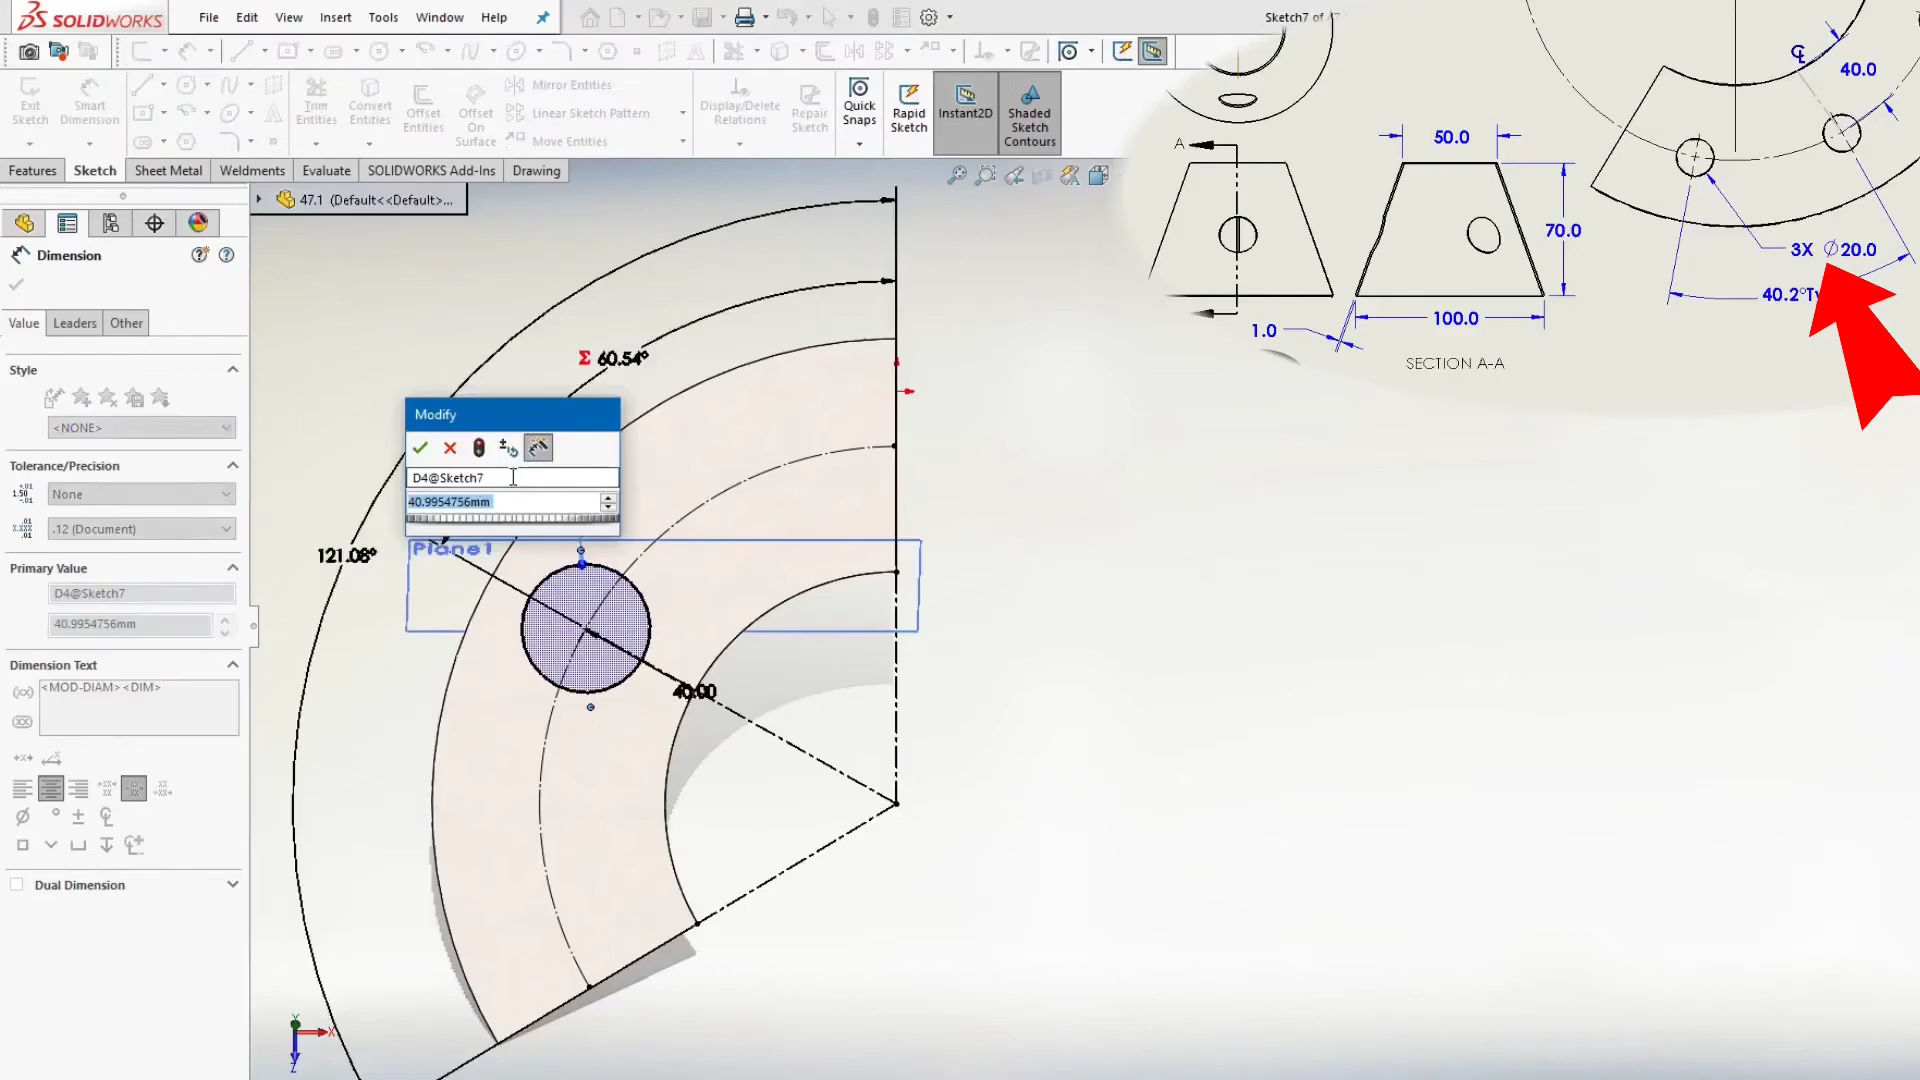 SOLIDWORKS
File Edit View Insert Tools Window Help
Sketch7 of 47
Exit Sketch
Smart Dimension
Trim Entities
Convert Entities
Offset Entities
Offset On Surface
Mirror Entities
Linear Sketch Pattern
Move Entities
Display/Delete Relations
Repair Sketch
Quick Snaps
Rapid Sketch
Instant2D
Shaded Sketch Contours
Features Sketch Sheet Metal Weldments Evaluate SOLIDWORKS Add-Ins Drawing
47.1 (Default<<Default>...
Dimension
Value Leaders Other
Style
<NONE>
Tolerance/Precision
None
.12 (Document)
Primary Value
D4@Sketch7
40.9954756mm
Dimension Text
<MOD-DIAM><DIM>
Dual Dimension
Modify
D4@Sketch7
40.9954756mm
Σ 60.54°
121.08°
Plane1
40.00
Y
X
Z
A
50.0
70.0
100.0
1.0
SECTION A-A
40.0
3X Ø20.0
40.2°Ty